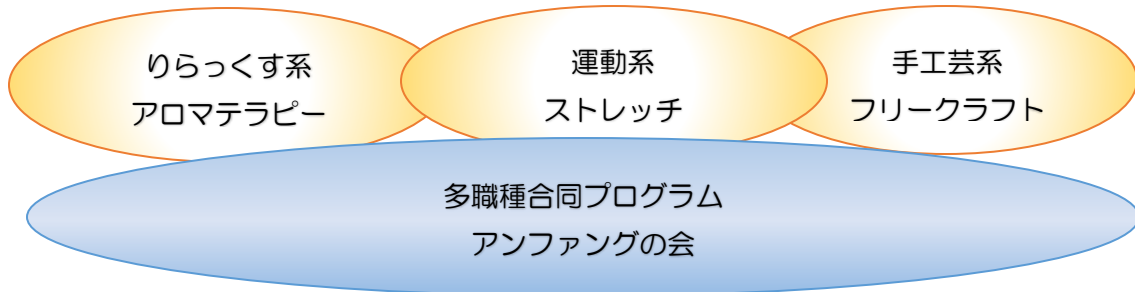 りらっくす系
アロマテラピー
運動系
ストレッチ
手工芸系
フリークラフト
多職種合同プログラム
アンファングの会